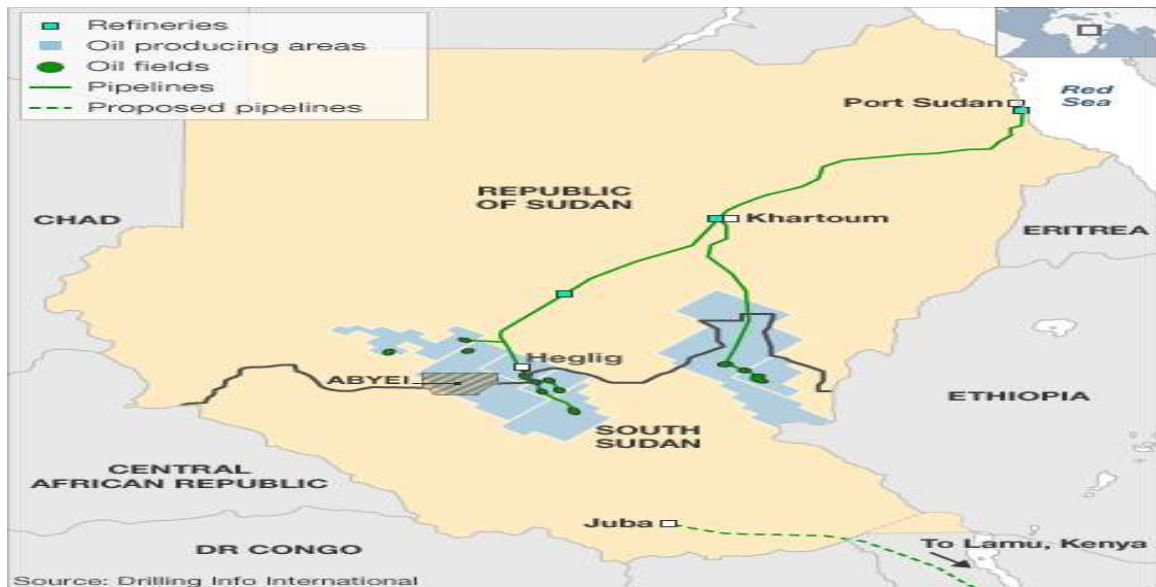 Refineries
Oil producing areas
Oil fields
Pipelines
Proposed pipelines
Port Sudan
Red
Sea
REPUBLIC
OF SUDAN
CHAD
Khartoum
ERITREA
Heglig
ABYEI
ETHIOPIA
SOUTH
SUDAN
CENTRAL
AFRICAN REPUBLIC
Juba
DR CONGO
To Lamu, Kenya
Source: Drilling Info International